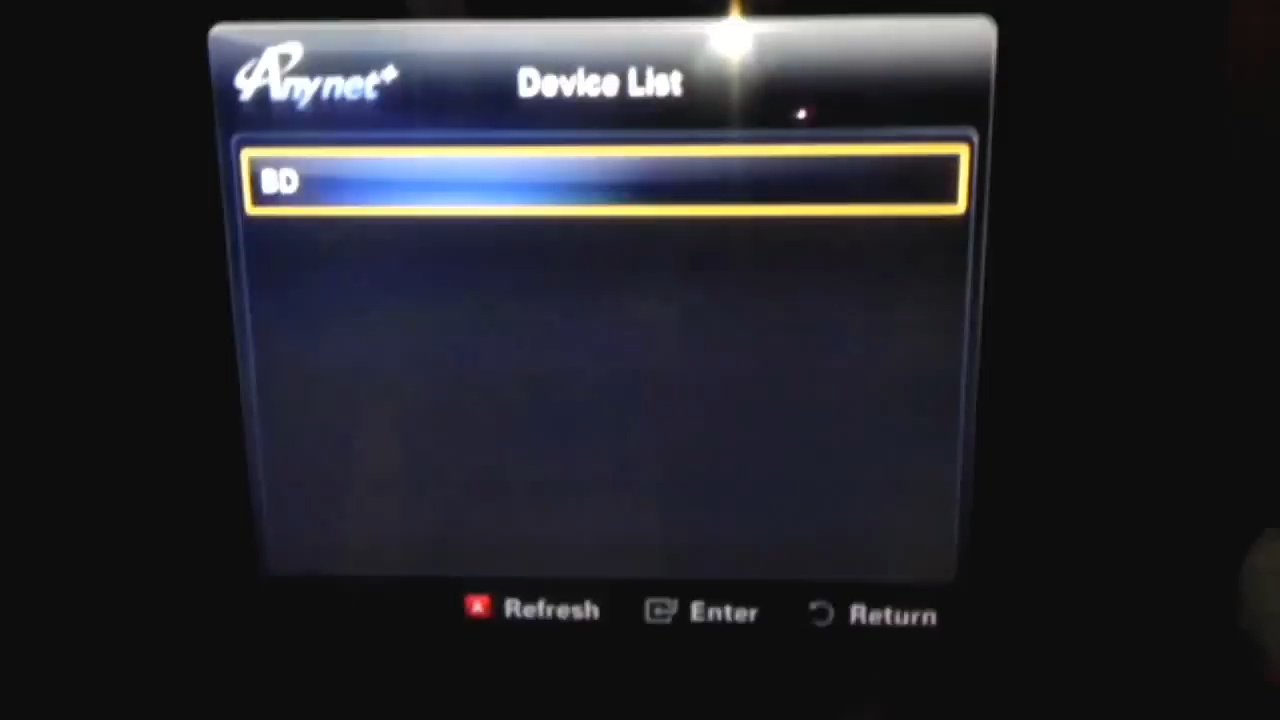 Anynet+
Device List
BD
A Refresh
Enter
Return